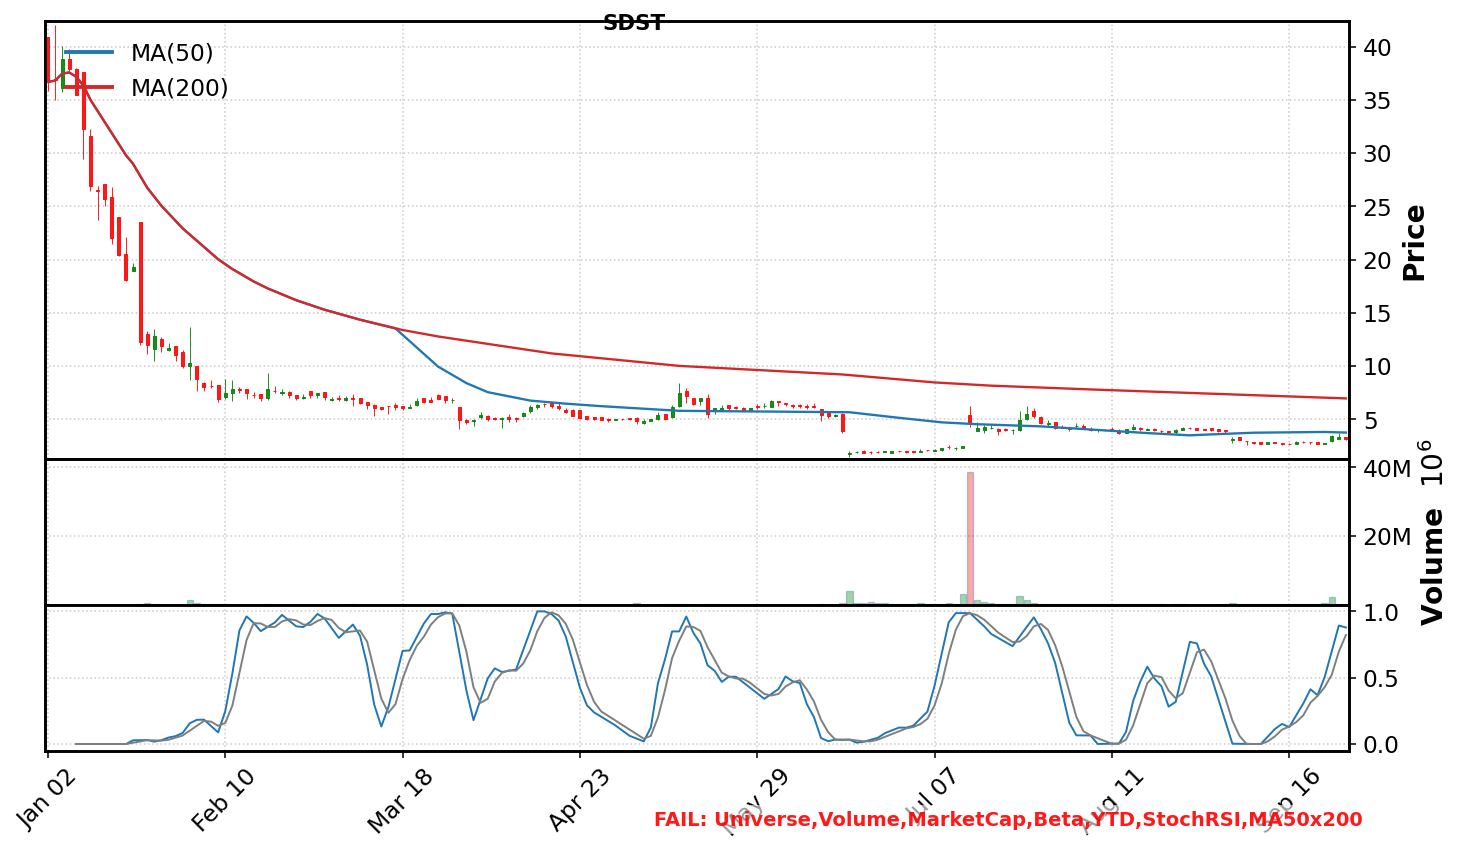 SDST
MA(50)
MA(200)
40
35
30
25
20
15
10
5
Price
40M
20M
Volume 10^6
1.0
0.5
0.0
Jan 02
Feb 10
Mar 18
Apr 23
May 29
Jul 07
Aug 11
Sep 16
FAIL: Universe,Volume,MarketCap,Beta,YTD,StochRSI,MA50x200